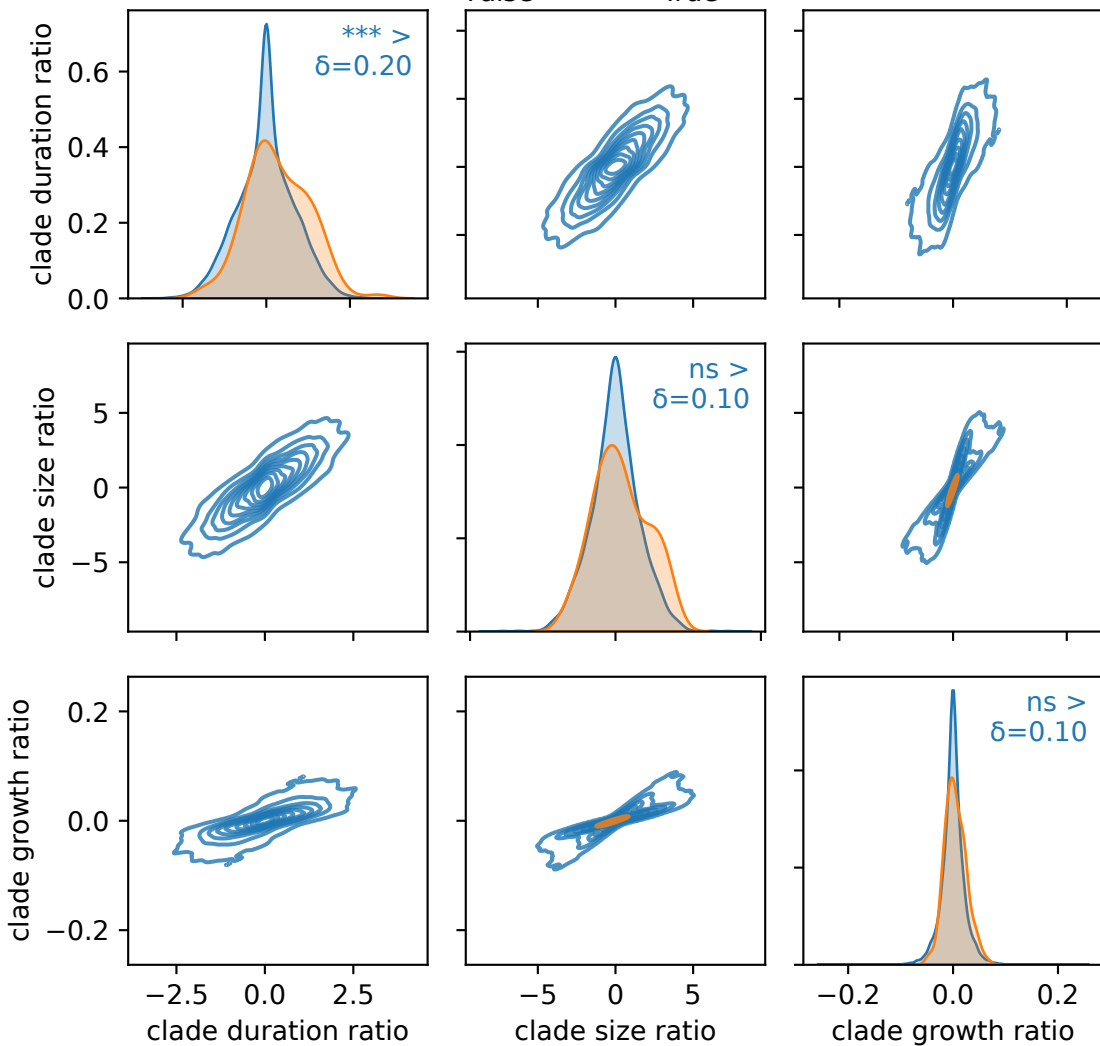 *** >
δ=0.20
clade duration ratio
0.6
0.4
0.2
0.0
ns >
δ=0.10
clade size ratio
5
0
−5
ns >
δ=0.10
clade growth ratio
0.2
0.0
−0.2
−2.5 0.0 2.5 −5 0 5 −0.2 0.0 0.2
clade duration ratio clade size ratio clade growth ratio